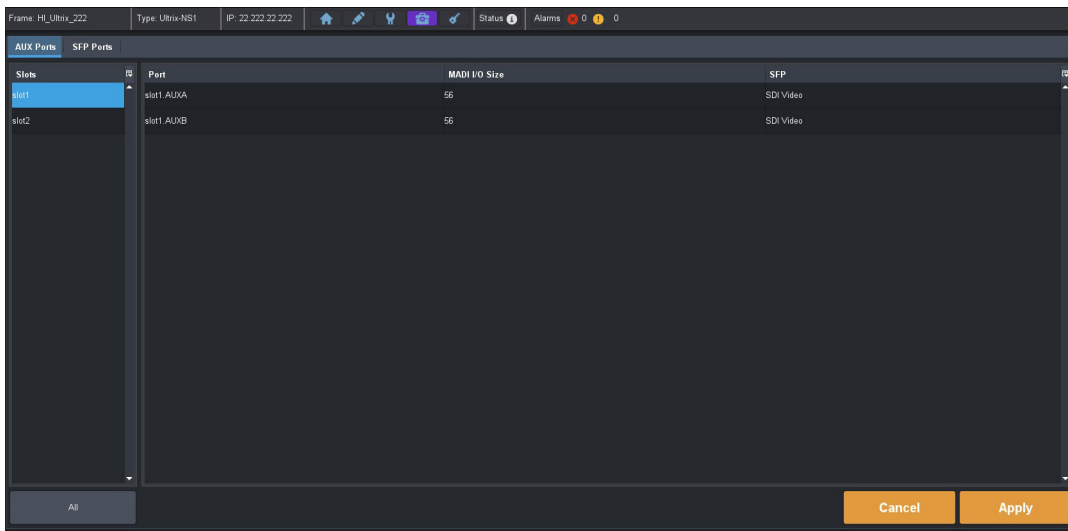 Frame: HI_Ultrix_222 Type: Ultrix-NS1 IP: 22.222.22.222 Status Alarms 0 0
AUX Ports SFP Ports
Slots Port MADI I/O Size SFP
slot1 slot1.AUXA 56 SDI Video
slot2 slot1.AUXB 56 SDI Video
All Cancel Apply